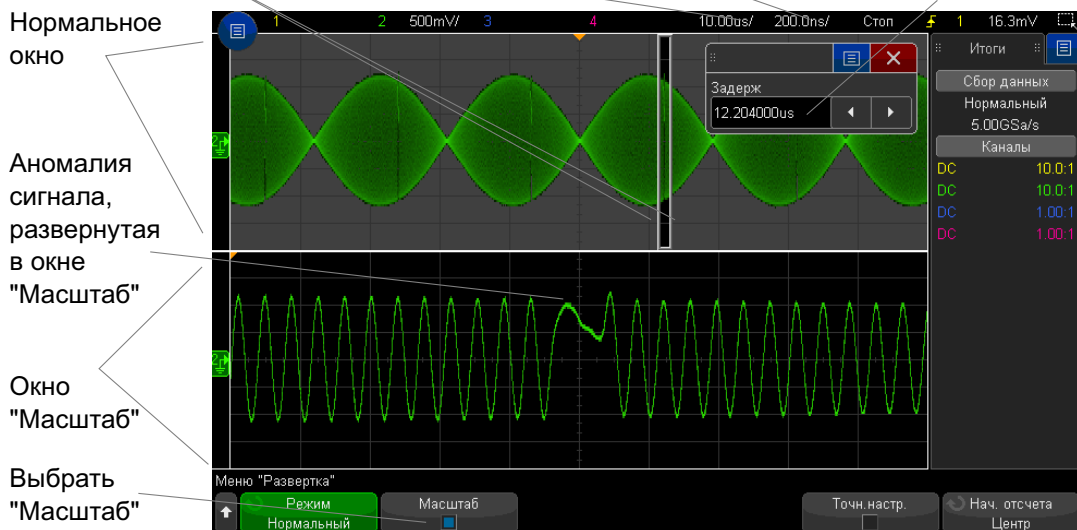 Нормальное
окно
1 2 500mV/ 3 4 10.00us/ 200.0ns/ Стоп 1 16.3mV
Итоги
Задерж
12.204000us
Сбор данных
Нормальный
5.00GSa/s
Каналы
DC 10.0:1
DC 10.0:1
DC 1.00:1
DC 1.00:1
2
Аномалия
сигнала,
развернутая
в окне
"Масштаб"
2
Окно
"Масштаб"
Выбрать
"Масштаб"
Меню "Развертка"
Режим
Нормальный
Масштаб
Точн.настр.
Нач. отсчета
Центр